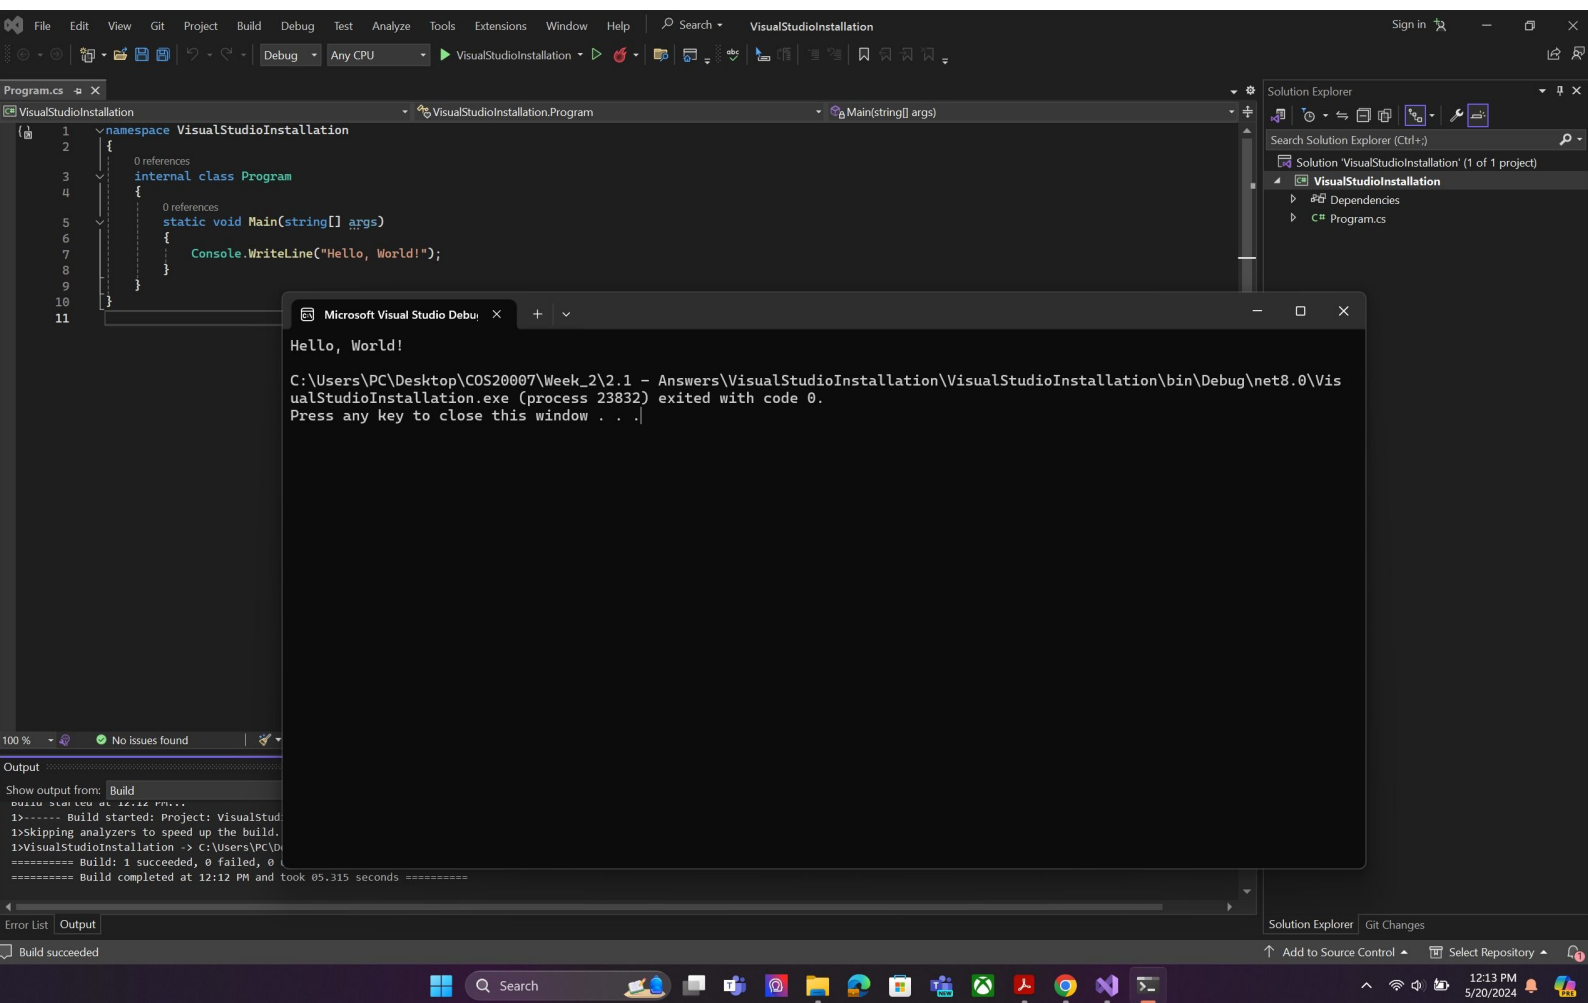 File Edit View Git Project Build Debug Test Analyze Tools Extensions Window Help Search VisualStudioInstallation Sign in
Debug Any CPU VisualStudioInstallation
Program.cs
VisualStudioInstallation VisualStudioInstallation.Program Main(string[] args)
1 namespace VisualStudioInstallation
2 {
0 references
3 internal class Program
4 {
0 references
5 static void Main(string[] args)
6 {
7 Console.WriteLine("Hello, World!");
8 }
9 }
10 }
11
Solution Explorer
Search Solution Explorer (Ctrl+;)
Solution 'VisualStudioInstallation' (1 of 1 project)
VisualStudioInstallation
Dependencies
C# Program.cs
Microsoft Visual Studio Debu
Hello, World!
C:\Users\PC\Desktop\COS20007\Week_2\2.1 - Answers\VisualStudioInstallation\VisualStudioInstallation\bin\Debug\net8.0\Vis
ualStudioInstallation.exe (process 23832) exited with code 0.
Press any key to close this window . . .
100 % No issues found
Output
Show output from: Build
Build started at 12:12 PM...
1>------ Build started: Project: VisualStud
1>Skipping analyzers to speed up the build.
1>VisualStudioInstallation -> C:\Users\PC\D
========== Build: 1 succeeded, 0 failed, 0
========== Build completed at 12:12 PM and took 05.315 seconds ==========
Error List Output
Solution Explorer Git Changes
Build succeeded
Add to Source Control Select Repository 1
Search
12:13 PM
5/20/2024
PRE